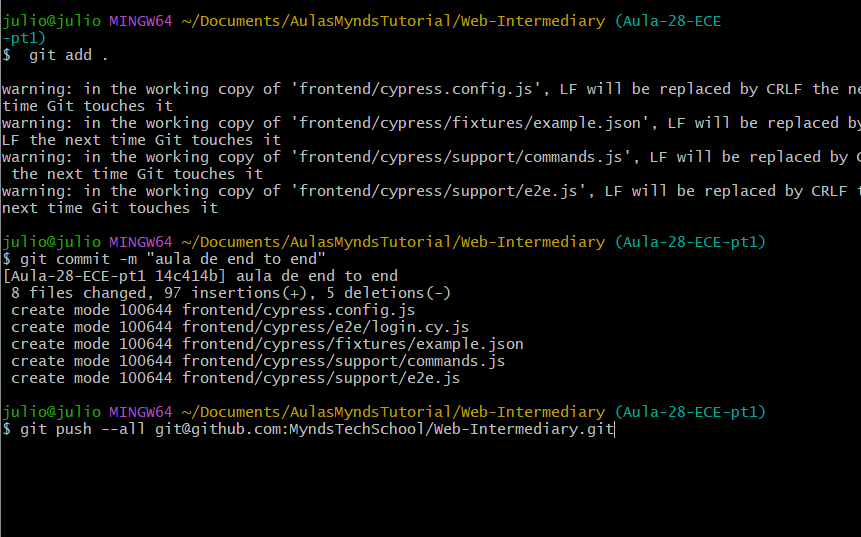 julio@julio MINGW64 ~/Documents/AulasMyndsTutorial/Web-Intermediary (Aula-28-ECE
-pt1)
$  git add .
warning: in the working copy of 'frontend/cypress.config.js', LF will be replaced by CRLF the ne
time Git touches it
warning: in the working copy of 'frontend/cypress/fixtures/example.json', LF will be replaced by
LF the next time Git touches it
warning: in the working copy of 'frontend/cypress/support/commands.js', LF will be replaced by C
 the next time Git touches it
warning: in the working copy of 'frontend/cypress/support/e2e.js', LF will be replaced by CRLF t
next time Git touches it
julio@julio MINGW64 ~/Documents/AulasMyndsTutorial/Web-Intermediary (Aula-28-ECE-pt1)
$ git commit -m "aula de end to end"
[Aula-28-ECE-pt1 14c414b] aula de end to end
 8 files changed, 97 insertions(+), 5 deletions(-)
 create mode 100644 frontend/cypress.config.js
 create mode 100644 frontend/cypress/e2e/login.cy.js
 create mode 100644 frontend/cypress/fixtures/example.json
 create mode 100644 frontend/cypress/support/commands.js
 create mode 100644 frontend/cypress/support/e2e.js
julio@julio MINGW64 ~/Documents/AulasMyndsTutorial/Web-Intermediary (Aula-28-ECE-pt1)
$ git push --all git@github.com:MyndsTechSchool/Web-Intermediary.git